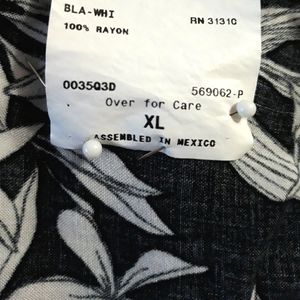 BLA-WHI
RN 31310
100% RAYON
0035Q3D
569062-P
Over for Care
XL
ASSEMBLED IN MEXICO